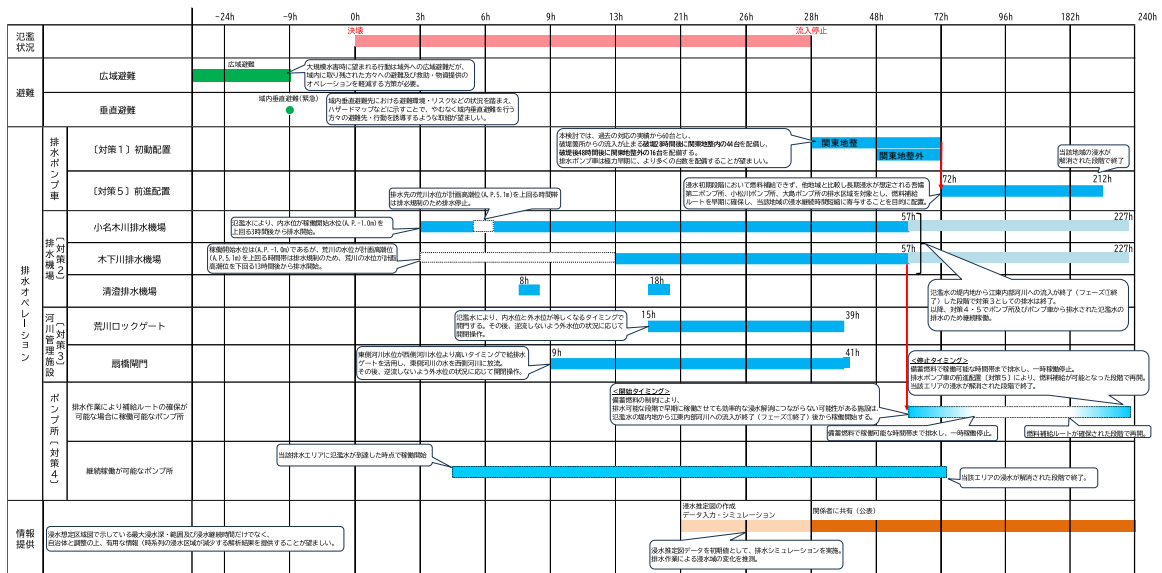 -24h -9h 0h 3h 6h 9h 13h 21h 26h 28h 48h 72h 96h 182h 240h
氾濫
状況
決壊
流入停止
避難
広域避難
広域避難
大規模水害時に望まれる行動は域外への広域避難だが、
域内に取り残された方々への避難及び救助・物資提供の
オペレーションを軽減する方策が必要。
垂直避難
域内垂直避難(緊急)
域内垂直避難先における避難環境・リスクなどの状況を踏まえ、
ハザードマップなどに示すことで、やむなく域内垂直避難を行う
方々の避難先・行動を誘導するような取組が望ましい。
排水オペレーション
排水ポンプ車
〔対策1〕初動配置
本検討では、過去の対応の実績から60台とし、
破堤箇所からの流入が止まる破堤28時間後に関東地整内の44台を配備し、
破堤後48時間後に関東地整外の16台を配備する。
排水ポンプ車は極力早期に、より多くの台数を配備することが望ましい。
関東地整
関東地整外
当該地域の浸水が
解消された段階で終了
〔対策5〕前進配置
浸水初期段階において燃料補給できず、他地域と比較し長期浸水が想定される吾嬬
第二ポンプ所、小松川ポンプ所、大島ポンプ所の排水区域を対象とし、燃料補給
ルートを早期に確保し、当該地域の浸水継続時間短縮に寄与することを目的に配置。
72h
212h
排水機場
〔対策2〕
小名木川排水機場
氾濫水により、内水位が稼働開始水位(A.P.-1.0m)を
上回る3時間後から排水開始。
排水先の荒川水位が計画高潮位(A.P.5.1m)を上回る時間帯
は排水規制のため排水停止。
57h
227h
木下川排水機場
稼働開始水位は(A.P.-1.0m)であるが、荒川の水位が計画高潮位
(A.P.5.1m)を上回る時間帯は排水規制のため、荒川の水位が計画
高潮位を下回る13時間後から排水開始。
57h
227h
清澄排水機場
8h
18h
氾濫水の堤内地から江東内部河川への流入が終了(フェーズ①終
了)した段階で対策3としての排水は終了。
以降、対策4・5でポンプ所及びポンプ車から排水された氾濫水の
排水のため継続稼働。
河川管理施設
〔対策3〕
荒川ロックゲート
氾濫水により、内水位と外水位が等しくなるタイミングで
開門する。その後、逆流しないよう外水位の状況に応じて
開閉操作。
15h
39h
扇橋閘門
東側河川水位が西側河川水位より高いタイミングで給排水
ゲートを活用し、東側河川の水を西側河川に放流。
その後、逆流しないよう外水位の状況に応じて開閉操作。
9h
41h
ポンプ所〔対策4〕
排水作業により補給ルートの確保が
可能な場合に稼働可能なポンプ所
<開始タイミング>
備蓄燃料の制約により、
排水可能な段階で早期に稼働させても効率的な浸水解消につながらない可能性がある施設は、
氾濫水の堤内地から江東内部河川への流入が終了(フェーズ①終了)後から稼働開始する。
<停止タイミング>
備蓄燃料で稼働可能な時間帯まで排水し、一時稼働停止。
排水ポンプ車の前進配置〔対策5〕により、燃料補給が可能となった段階で再開。
当該エリアの浸水が解消された段階で終了。
備蓄燃料で稼働可能な時間帯まで排水し、一時稼働停止。
燃料補給ルートが確保された段階で再開。
継続稼働が可能なポンプ所
当該排水エリアに氾濫水が到達した時点で稼働開始
当該エリアの浸水が解消された段階で終了。
情報
提供
浸水想定区域図で示している最大浸水深・範囲及び浸水継続時間だけでなく、
自治体と調整の上、有用な情報(時系列の浸水区域が減少する解析結果を提供することが望ましい。
浸水推定図の作成
データ入力・シミュレーション
関係者に共有(公表)
浸水推定図データを初期値として、排水シミュレーションを実施。
排水作業による浸水域の変化を推測。